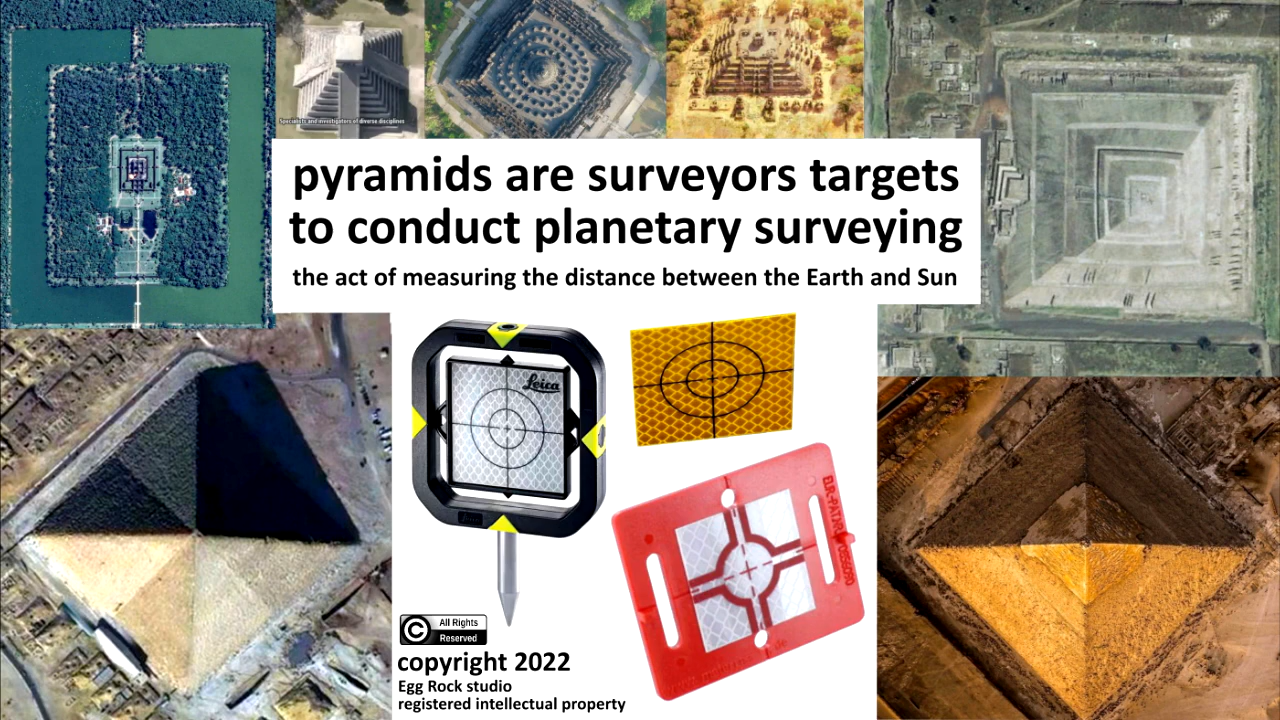 Specialists and investigators of diverse disciplines
pyramids are surveyors targets
to conduct planetary surveying
the act of measuring the distance between the Earth and Sun
Leica
All Rights
Reserved
copyright 2022
Egg Rock studio
registered intellectual property